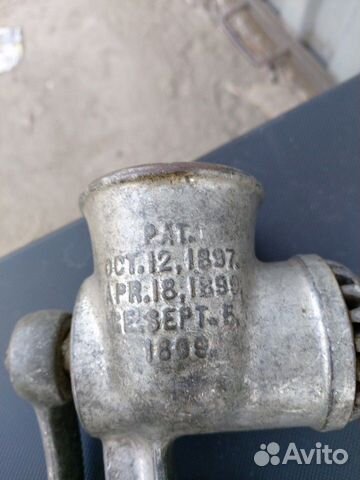 PAT.
OCT.12,1897.
APR.18,1899
RE.SEPT.5.
1899.
Avito